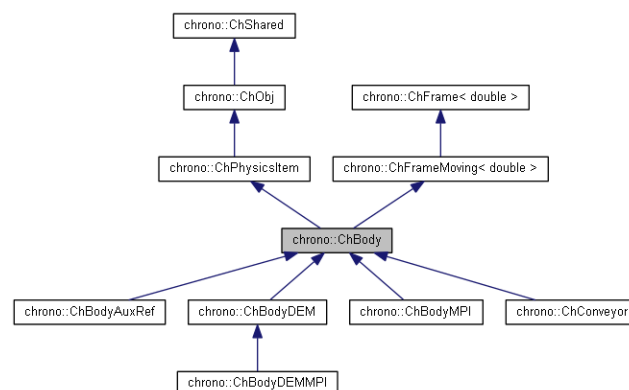 chrono::ChShared
chrono::ChObj
chrono::ChFrame< double >
chrono::ChPhysicsItem
chrono::ChFrameMoving< double >
chrono::ChBody
chrono::ChBodyAuxRef
chrono::ChBodyDEM
chrono::ChBodyMPI
chrono::ChConveyor
chrono::ChBodyDEMMPI